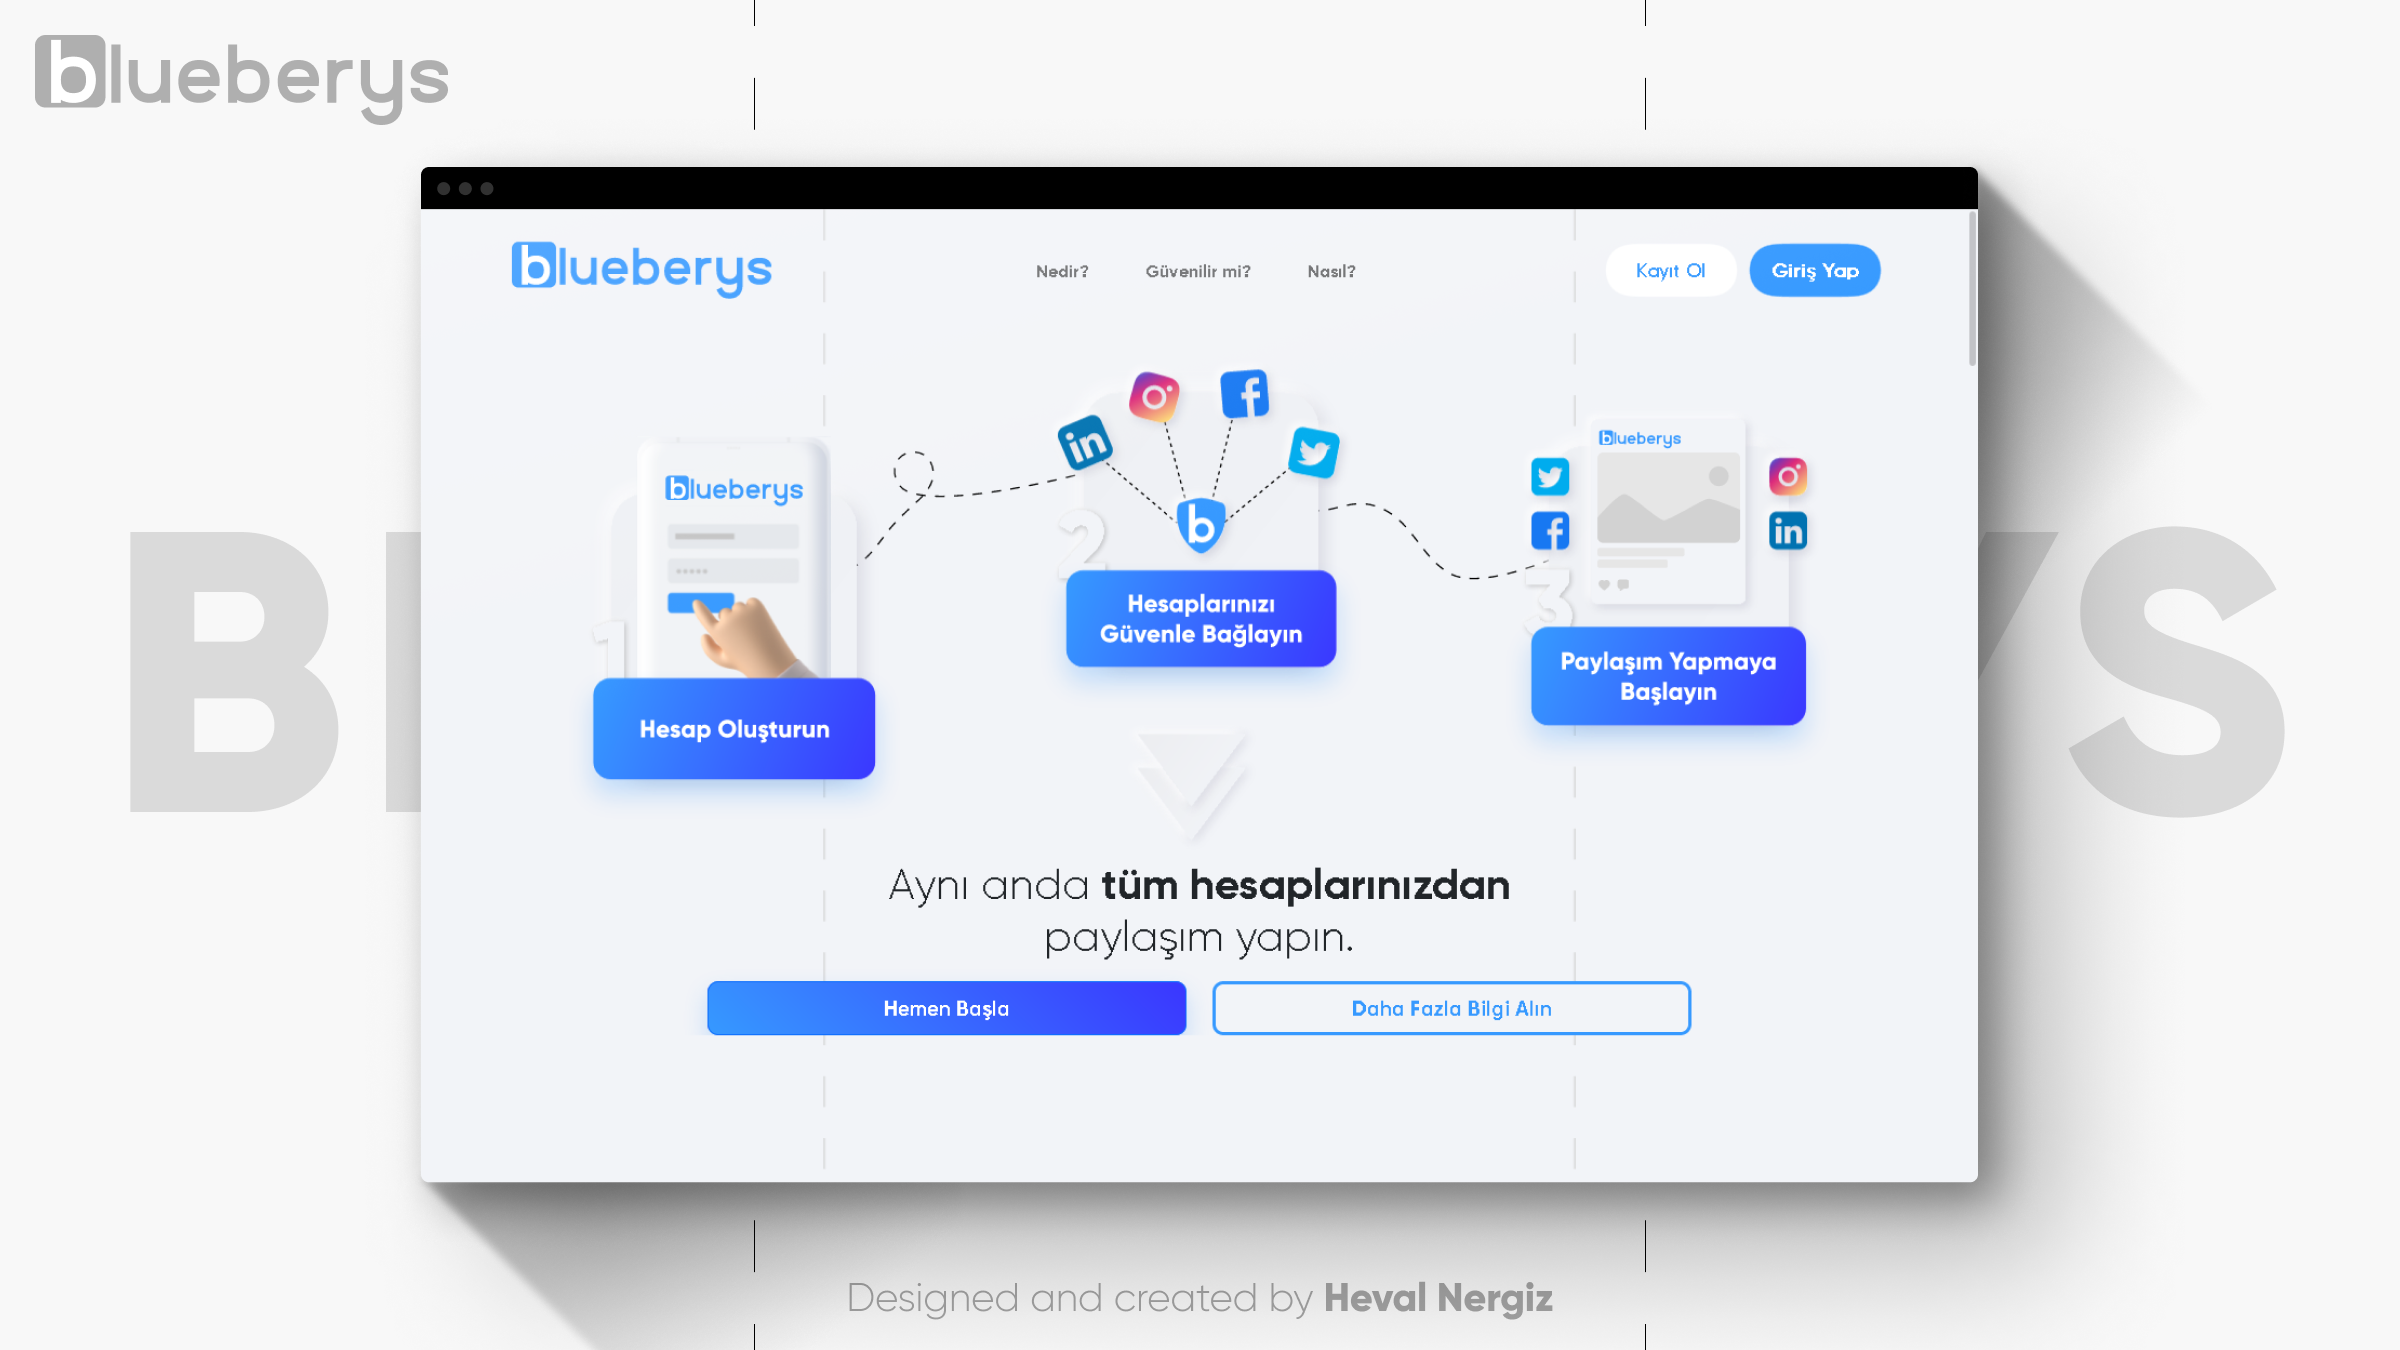 blueberys
blueberys
Nedir?
Güvenilir mi?
Nasıl?
Kayıt Ol
Giriş Yap
blueberys
1
Hesap Oluşturun
b
2
Hesaplarınızı
Güvenle Bağlayın
blueberys
3
Paylaşım Yapmaya
Başlayın
Aynı anda tüm hesaplarınızdan
paylaşım yapın.
Hemen Başla
Daha Fazla Bilgi Alın
Designed and created by Heval Nergiz